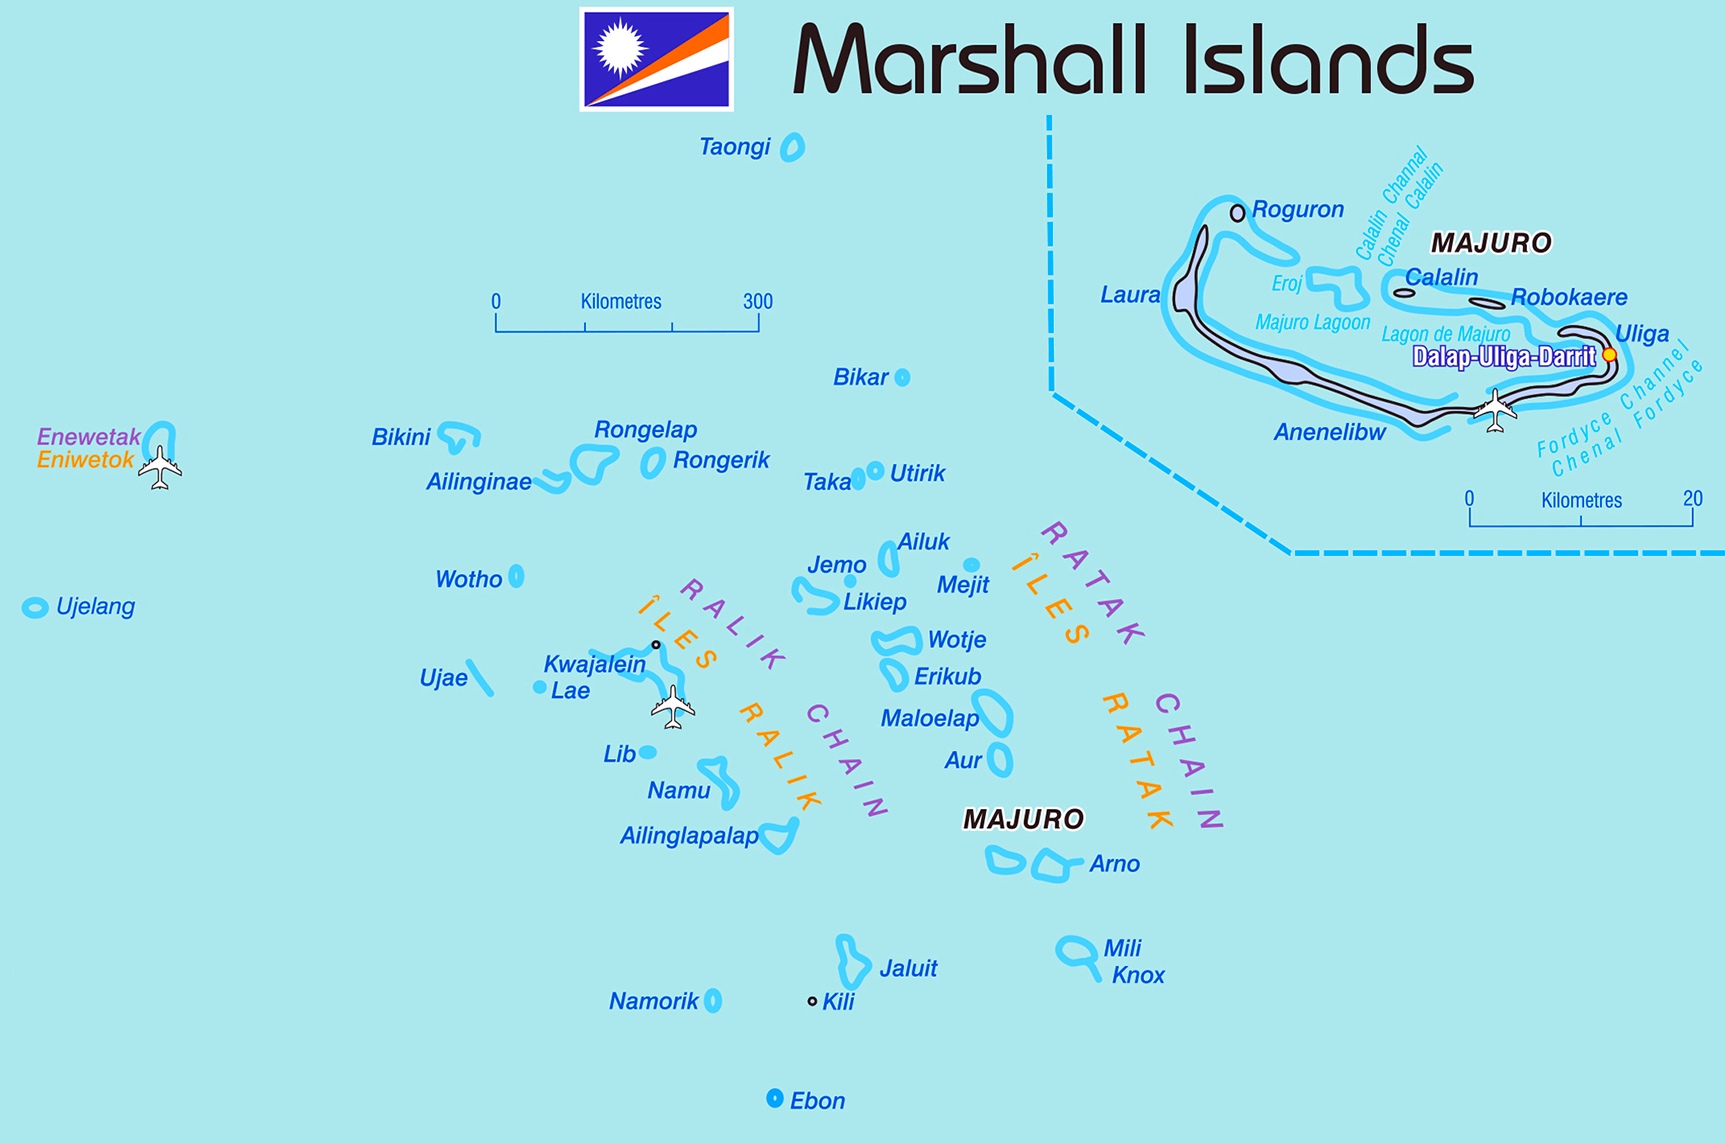 Marshall Islands
Taongi
0 Kilometres 300
Bikar
Enewetak
Eniwetok
Bikini
Rongelap
Ailinginae
Rongerik
Taka
Utirik
Ailuk
Jemo
Mejit
Likiep
Wotho
Ujelang
Wotje
Erikub
Ujae
Kwajalein
Lae
Maloelap
Lib
Aur
Namu
Ailinglapalap
RALIK CHAIN
ÎLES RALIK
RATAK CHAIN
ÎLES RATAK
MAJURO
Arno
Mili
Knox
Jaluit
Namorik
Kili
Ebon
Roguron
Calalin Channal
Chenal Calalin
MAJURO
Laura
Eroj
Calalin
Robokaere
Majuro Lagoon
Lagon de Majuro
Uliga
Dalap-Uliga-Darrit
Anenelibw
Fordyce Channel
Chenal Fordyce
0 Kilometres 20